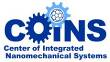 COINS
Center of Integrated
Nanomechanical Systems